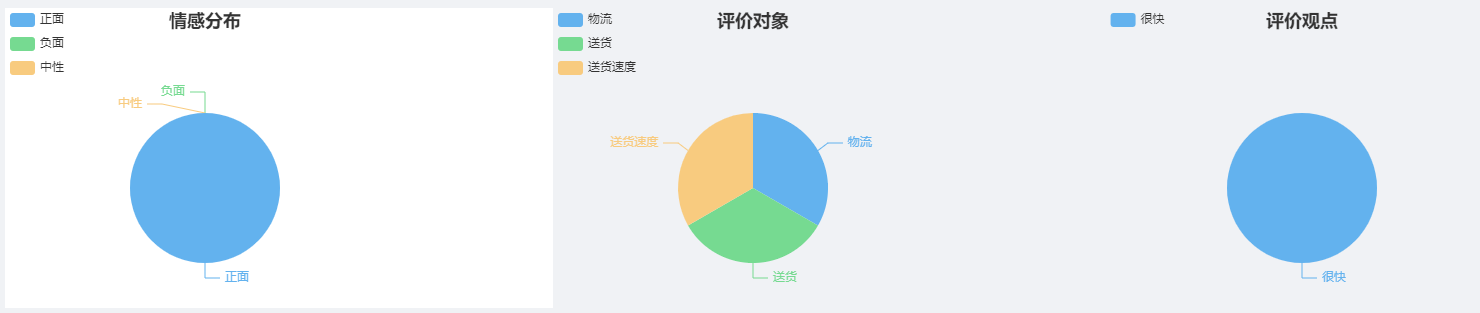 情感分布
正面
负面
中性
负面
中性
正面
评价对象
物流
送货
送货速度
送货速度
物流
送货
评价观点
很快
很快